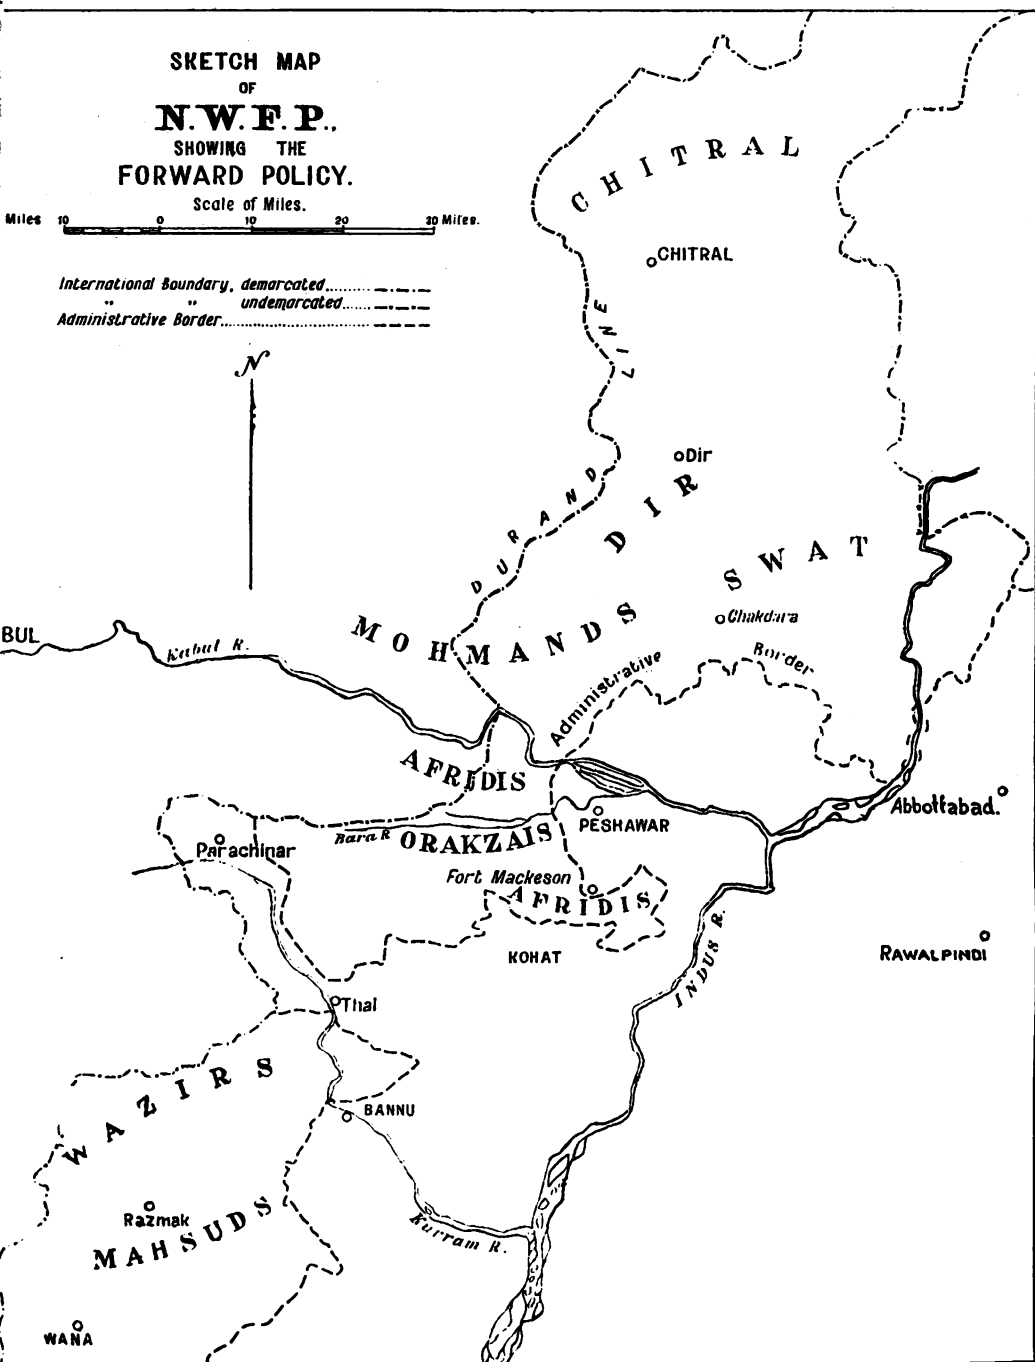 SKETCH MAP
OF
N.W.F.P.,
SHOWING THE
FORWARD POLICY.
Scale of Miles.
Miles 10 0 10 20 30 Miles.
International Boundary, demarcated..........
" " undemarcated......
Administrative Border............................
N
CHITRAL
CHITRAL
DURAND LINE
Dir
DIR
SWAT
Chakdara
MOHMANDS
BUL
Kabul R.
Administrative Border
AFRIDIS
Abbottabad.
Bara R
ORAKZAIS
PESHAWAR
Parachinar
Fort Mackeson
AFRIDIS
KOHAT
INDUS R.
RAWALPINDI
Thal
WAZIRS
BANNU
Razmak
MAHSUDS
Kurram R.
WANA